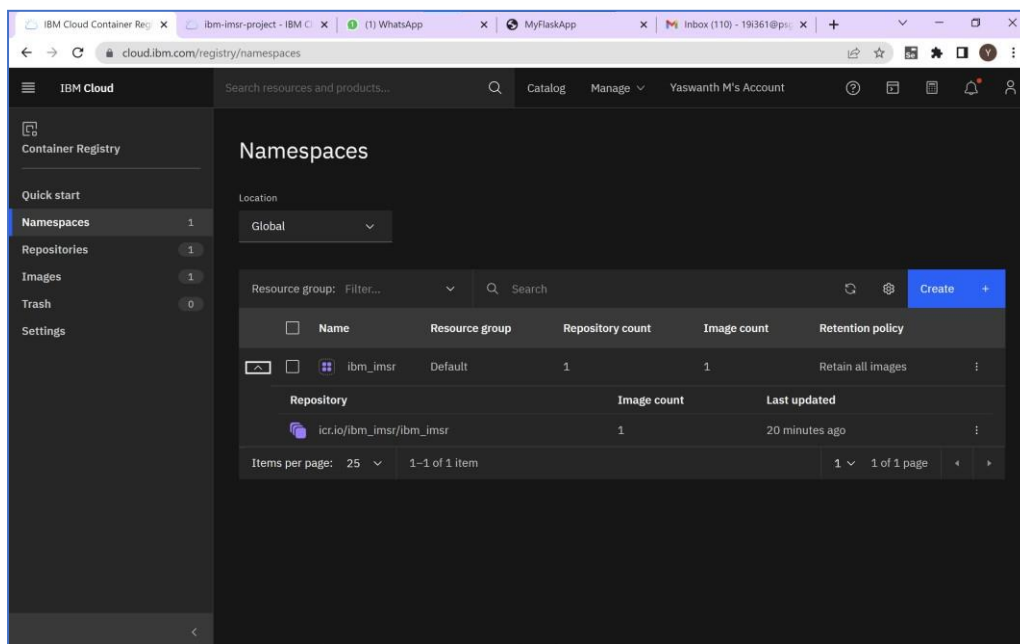 IBM Cloud Container Reg
ibm-imsr-project - IBM Cl
(1) WhatsApp
MyFlaskApp
Inbox (110) - 19i361@psg
cloud.ibm.com/registry/namespaces
Y
IBM Cloud
Search resources and products...
Catalog
Manage
Yaswanth M's Account
Container Registry
Quick start
Namespaces 1
Repositories 1
Images 1
Trash 0
Settings
Namespaces
Location
Global
Resource group: Filter...
Search
Create +
Name Resource group Repository count Image count Retention policy
ibm_imsr Default 1 1 Retain all images
Repository Image count Last updated
icr.io/ibm_imsr/ibm_imsr 1 20 minutes ago
Items per page: 25 1–1 of 1 item 1 1 of 1 page